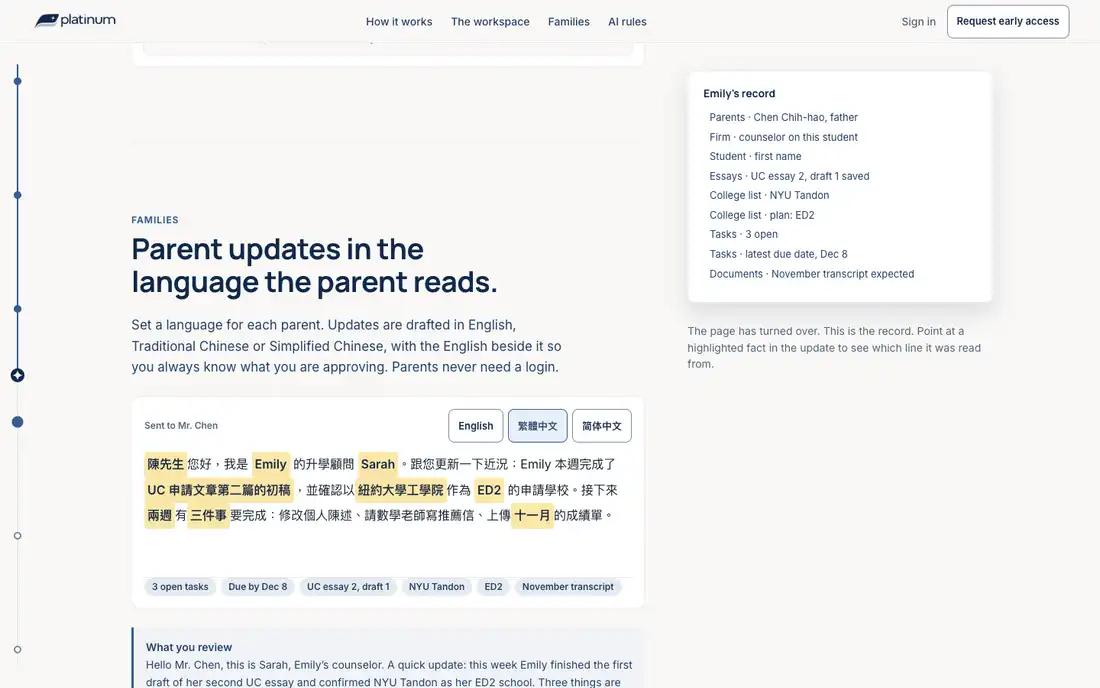 platinum
How it works
The workspace
Families
AI rules
Sign in
Request early access
FAMILIES
Parent updates in the
language the parent reads.
Set a language for each parent. Updates are drafted in English,
Traditional Chinese or Simplified Chinese, with the English beside it so
you always know what you are approving. Parents never need a login.
Sent to Mr. Chen
English
繁體中文
简体中文
陳先生 您好，我是 Emily 的升學顧問 Sarah 。跟您更新一下近況：Emily 本週完成了
UC 申請文章第二篇的初稿 ，並確認以 紐約大學工學院 作為 ED2 的申請學校。接下來
兩週 有 三件事 要完成：修改個人陳述、請數學老師寫推薦信、上傳 十一月 的成績單。
3 open tasks
Due by Dec 8
UC essay 2, draft 1
NYU Tandon
ED2
November transcript
What you review
Hello Mr. Chen, this is Sarah, Emily's counselor. A quick update: this week Emily finished the first
draft of her second UC essay and confirmed NYU Tandon as her ED2 school. Three things are
Emily's record
Parents · Chen Chih-hao, father
Firm · counselor on this student
Student · first name
Essays · UC essay 2, draft 1 saved
College list · NYU Tandon
College list · plan: ED2
Tasks · 3 open
Tasks · latest due date, Dec 8
Documents · November transcript expected
The page has turned over. This is the record. Point at a
highlighted fact in the update to see which line it was read
from.